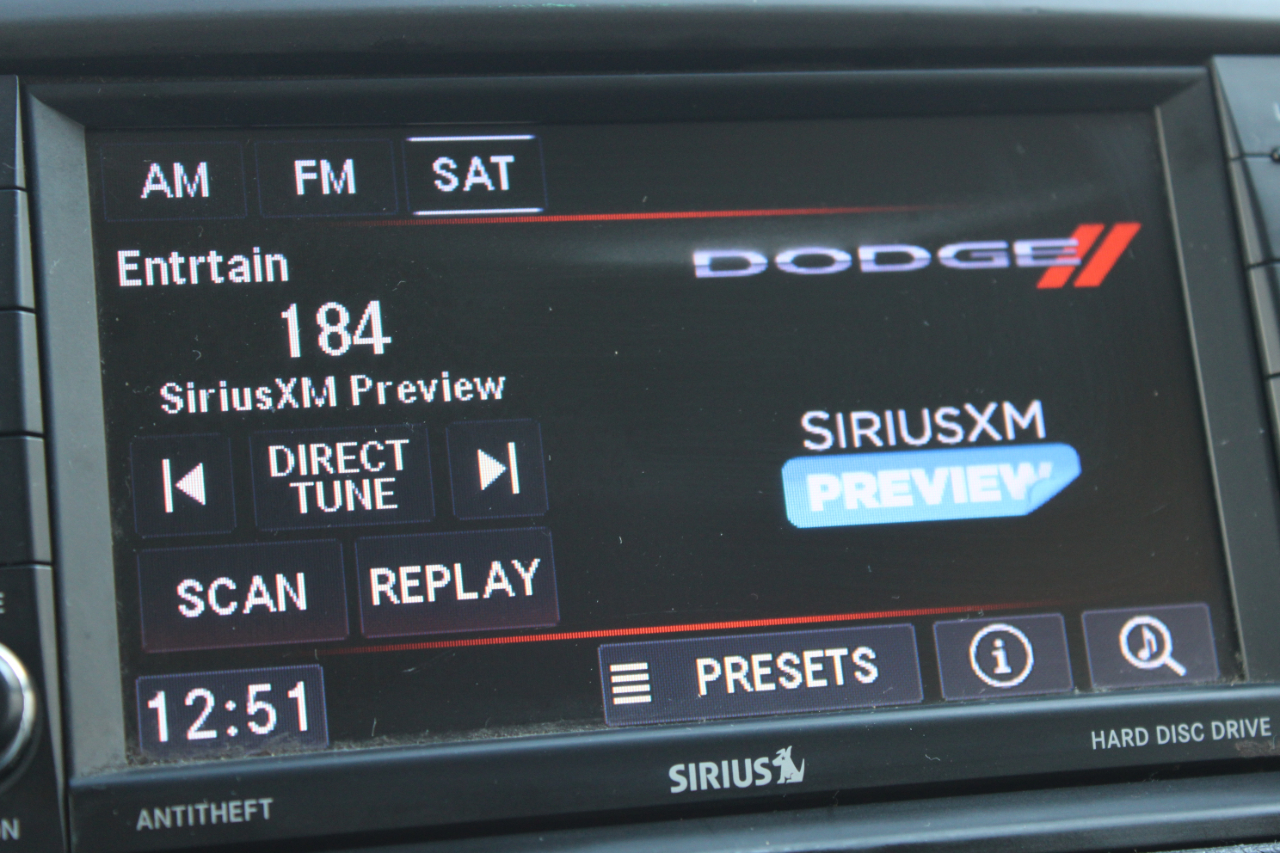 AM FM SAT
Entrtain
DODGE
184
SiriusXM Preview
SIRIUSXM
PREVIEW
DIRECT
TUNE
SCAN REPLAY
12:51
PRESETS
i
SIRIUS
HARD DISC DRIVE
ANTITHEFT